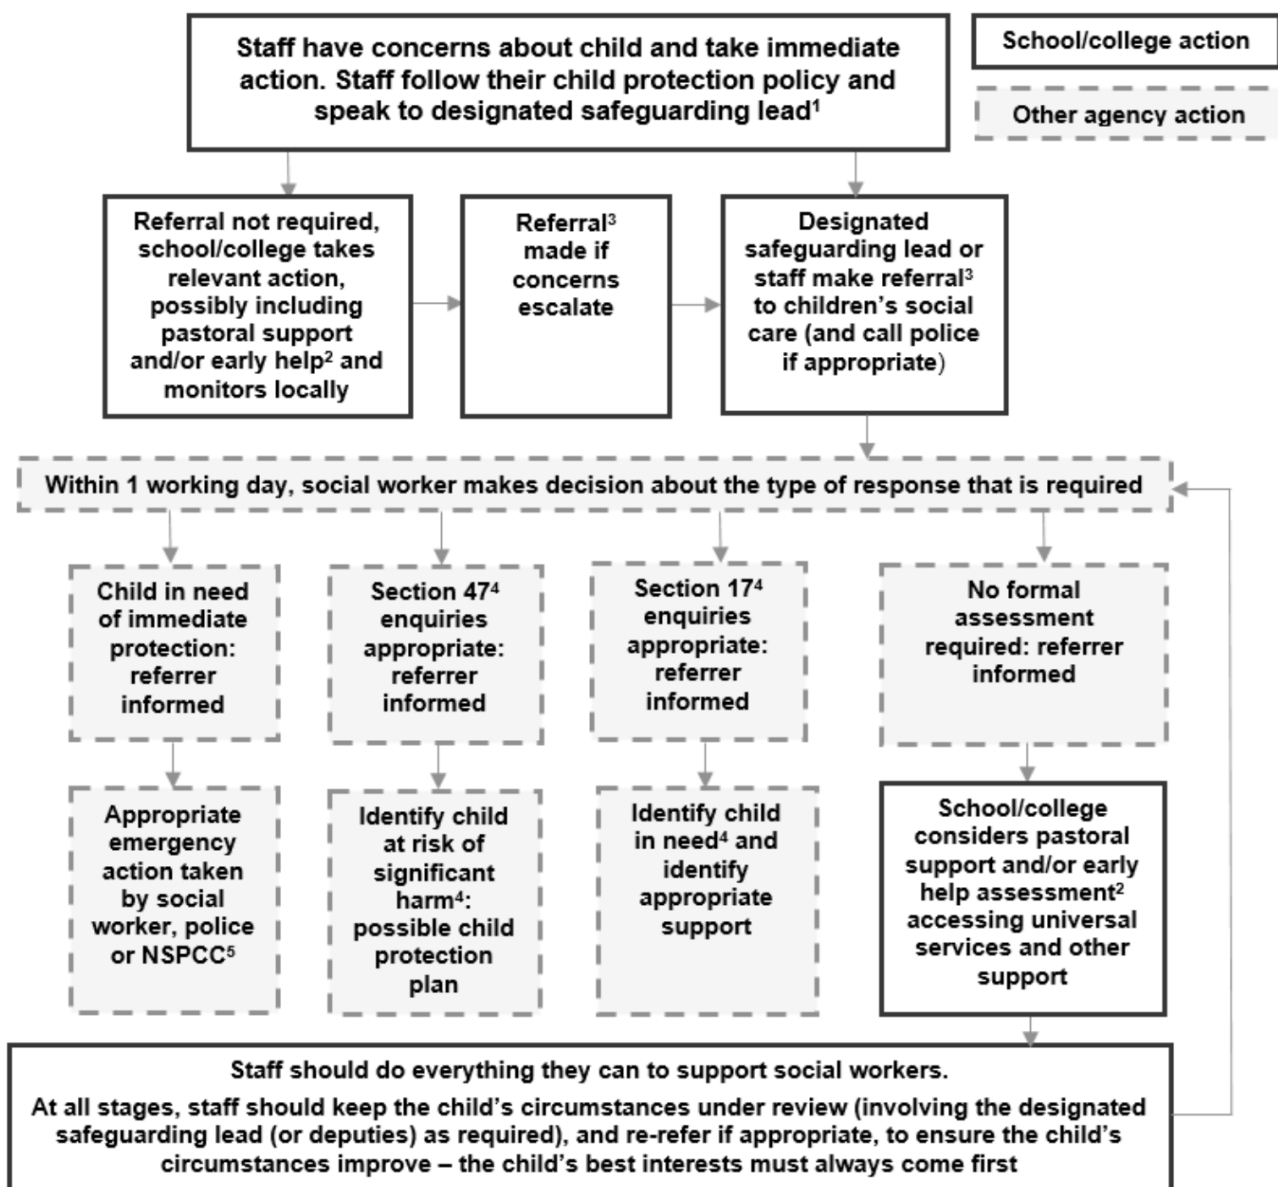 Staff have concerns about child and take immediate
action. Staff follow their child protection policy and
speak to designated safeguarding lead¹
School/college action
Other agency action
Referral not required,
school/college takes
relevant action,
possibly including
pastoral support
and/or early help² and
monitors locally
Referral³
made if
concerns
escalate
Designated
safeguarding lead or
staff make referral³
to children’s social
care (and call police
if appropriate)
Within 1 working day, social worker makes decision about the type of response that is required
Child in need
of immediate
protection:
referrer
informed
Section 47⁴
enquiries
appropriate:
referrer
informed
Section 17⁴
enquiries
appropriate:
referrer
informed
No formal
assessment
required: referrer
informed
Appropriate
emergency
action taken
by social
worker, police
or NSPCC⁵
Identify child
at risk of
significant
harm⁴:
possible child
protection
plan
Identify child
in need⁴ and
identify
appropriate
support
School/college
considers pastoral
support and/or early
help assessment²
accessing universal
services and other
support
Staff should do everything they can to support social workers.
At all stages, staff should keep the child’s circumstances under review (involving the designated
safeguarding lead (or deputies) as required), and re-refer if appropriate, to ensure the child’s
circumstances improve – the child’s best interests must always come first